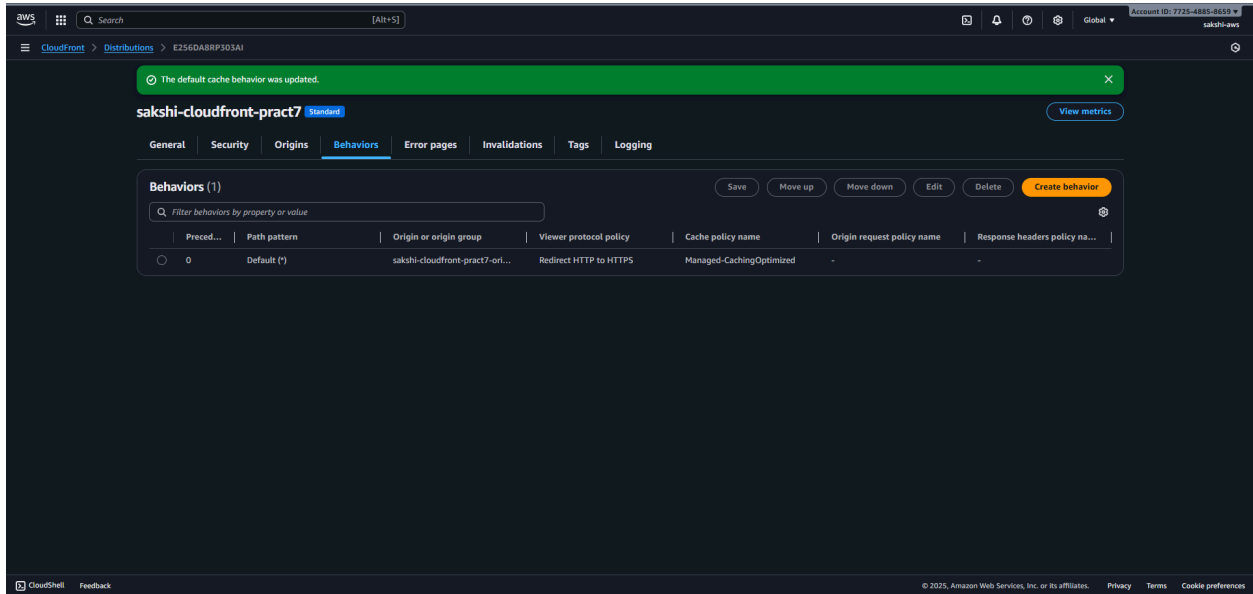 aws Search [Alt+S] Global Account ID: 7725-4885-8659
sakshi-aws
CloudFront > Distributions > E256DA8RP303AI
The default cache behavior was updated.
sakshi-cloudfront-pract7 Standard View metrics
General Security Origins Behaviors Error pages Invalidations Tags Logging
Behaviors (1) Save Move up Move down Edit Delete Create behavior
Filter behaviors by property or value
Preced... Path pattern Origin or origin group Viewer protocol policy Cache policy name Origin request policy name Response headers policy na...
0 Default (*) sakshi-cloudfront-pract7-ori... Redirect HTTP to HTTPS Managed-CachingOptimized - -
CloudShell Feedback © 2025, Amazon Web Services, Inc. or its affiliates. Privacy Terms Cookie preferences